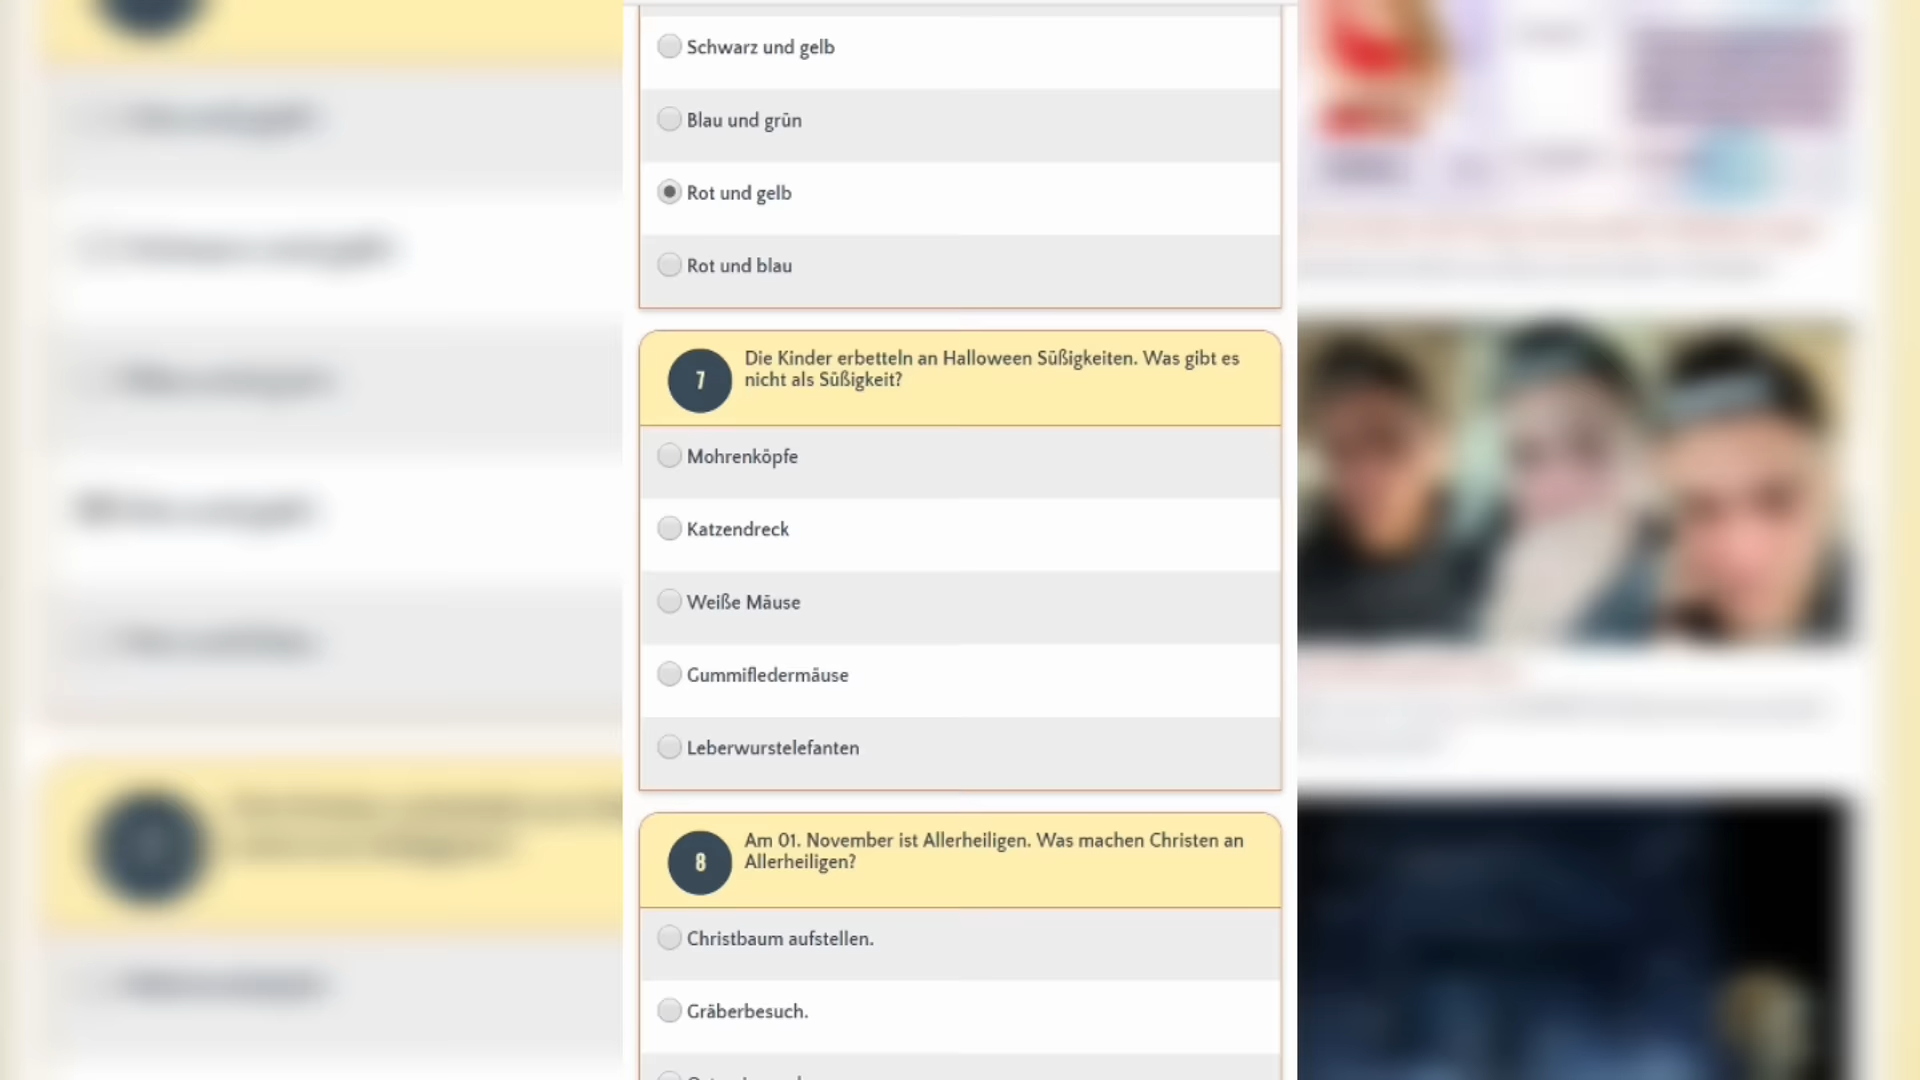 Schwarz und gelb
Blau und grün
Rot und gelb
Rot und blau
7
Die Kinder erbetteln an Halloween Süßigkeiten. Was gibt es
nicht als Süßigkeit?
Mohrenköpfe
Katzendreck
Weiße Mäuse
Gummifledermäuse
Leberwurstelefanten
8
Am 01. November ist Allerheiligen. Was machen Christen an
Allerheiligen?
Christbaum aufstellen.
Gräberbesuch.